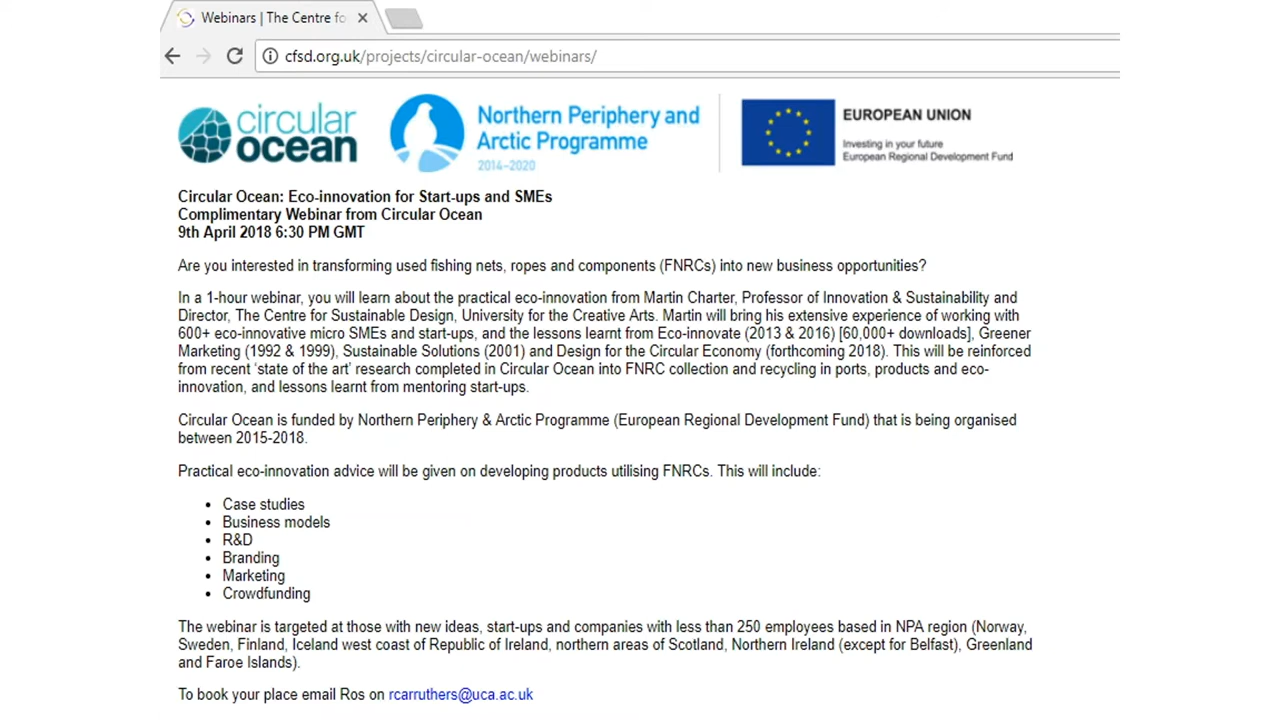 Webinars | The Centre fo
cfsd.org.uk/projects/circular-ocean/webinars/
circular
ocean
Northern Periphery and
Arctic Programme
2014–2020
EUROPEAN UNION
Investing in your future
European Regional Development Fund
Circular Ocean: Eco-innovation for Start-ups and SMEs
Complimentary Webinar from Circular Ocean
9th April 2018 6:30 PM GMT
Are you interested in transforming used fishing nets, ropes and components (FNRCs) into new business opportunities?
In a 1-hour webinar, you will learn about the practical eco-innovation from Martin Charter, Professor of Innovation & Sustainability and
Director, The Centre for Sustainable Design, University for the Creative Arts. Martin will bring his extensive experience of working with
600+ eco-innovative micro SMEs and start-ups, and the lessons learnt from Eco-innovate (2013 & 2016) [60,000+ downloads], Greener
Marketing (1992 & 1999), Sustainable Solutions (2001) and Design for the Circular Economy (forthcoming 2018). This will be reinforced
from recent ‘state of the art’ research completed in Circular Ocean into FNRC collection and recycling in ports, products and eco-
innovation, and lessons learnt from mentoring start-ups.
Circular Ocean is funded by Northern Periphery & Arctic Programme (European Regional Development Fund) that is being organised
between 2015-2018.
Practical eco-innovation advice will be given on developing products utilising FNRCs. This will include:
• Case studies
• Business models
• R&D
• Branding
• Marketing
• Crowdfunding
The webinar is targeted at those with new ideas, start-ups and companies with less than 250 employees based in NPA region (Norway,
Sweden, Finland, Iceland west coast of Republic of Ireland, northern areas of Scotland, Northern Ireland (except for Belfast), Greenland
and Faroe Islands).
To book your place email Ros on rcarruthers@uca.ac.uk